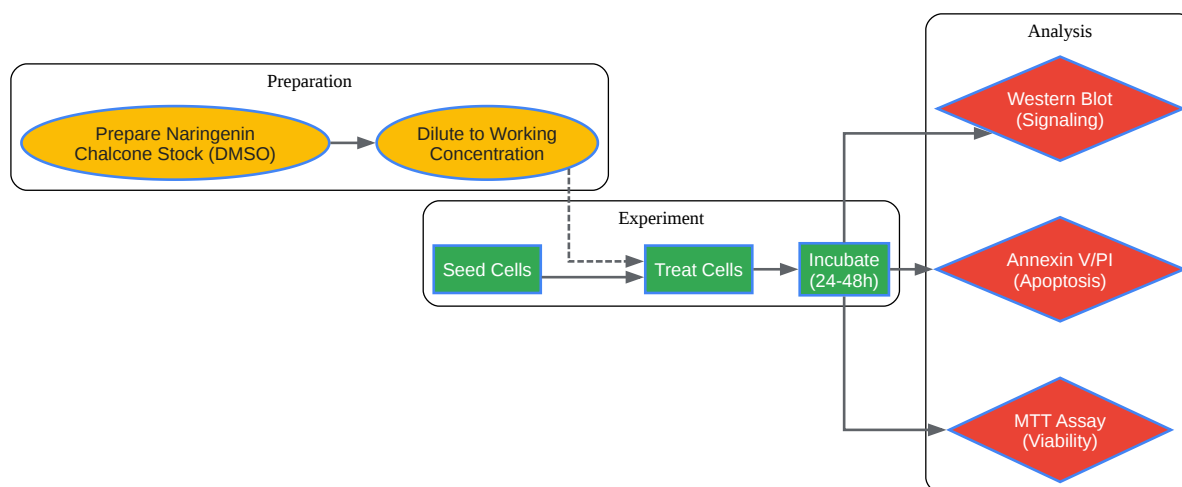 Preparation
Prepare Naringenin
Chalcone Stock (DMSO)
Dilute to Working
Concentration
Experiment
Seed Cells
Treat Cells
Incubate
(24-48h)
Analysis
Western Blot
(Signaling)
Annexin V/PI
(Apoptosis)
MTT Assay
(Viability)